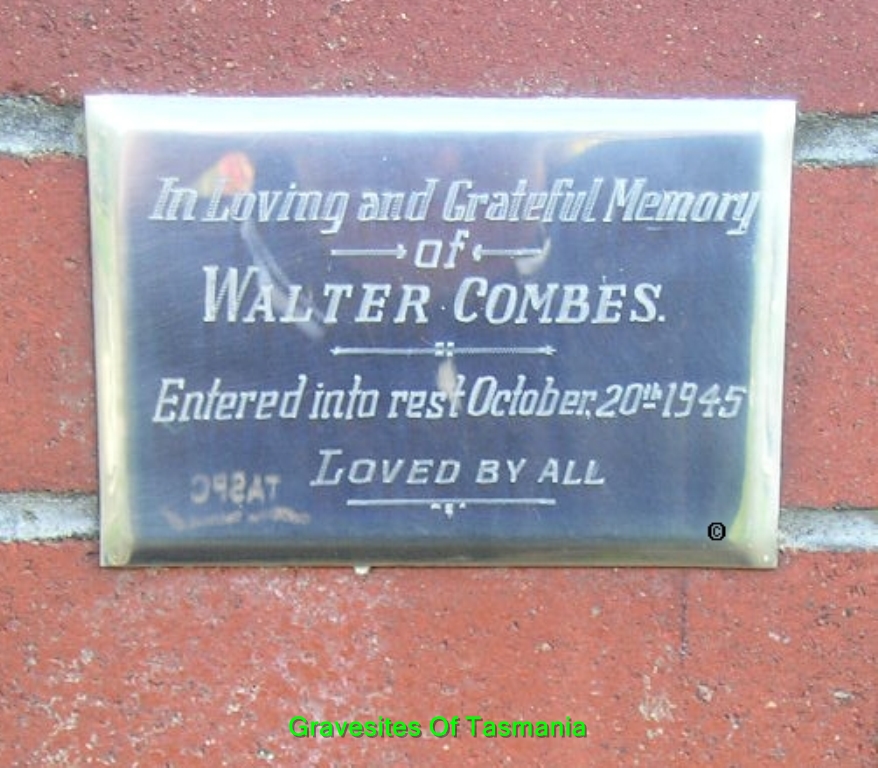 In Loving and Grateful Memory
of
WALTER COMBES.
Entered into rest October, 20th 1945
LOVED BY ALL
TASPC
©
Gravesites Of Tasmania